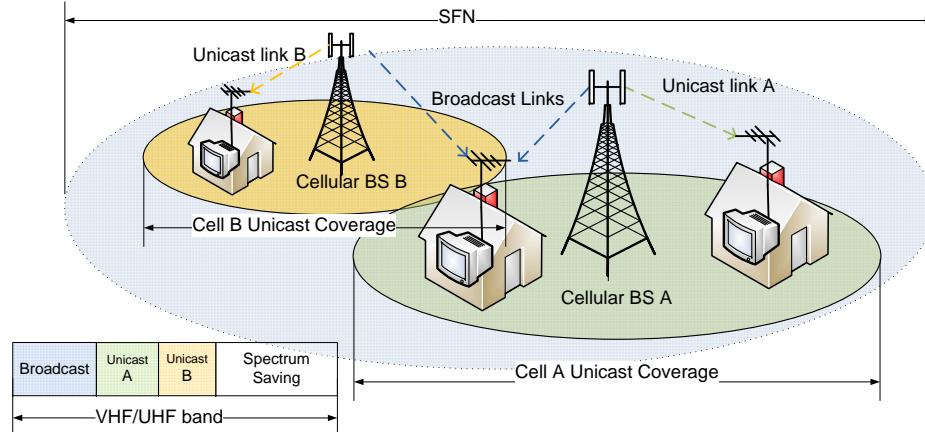 SFN
Unicast link B
Unicast link A
Broadcast Links
Cellular BS B
Cell B Unicast Coverage
Cellular BS A
Cell A Unicast Coverage
Broadcast
Unicast
A
Unicast
B
Spectrum
Saving
VHF/UHF band